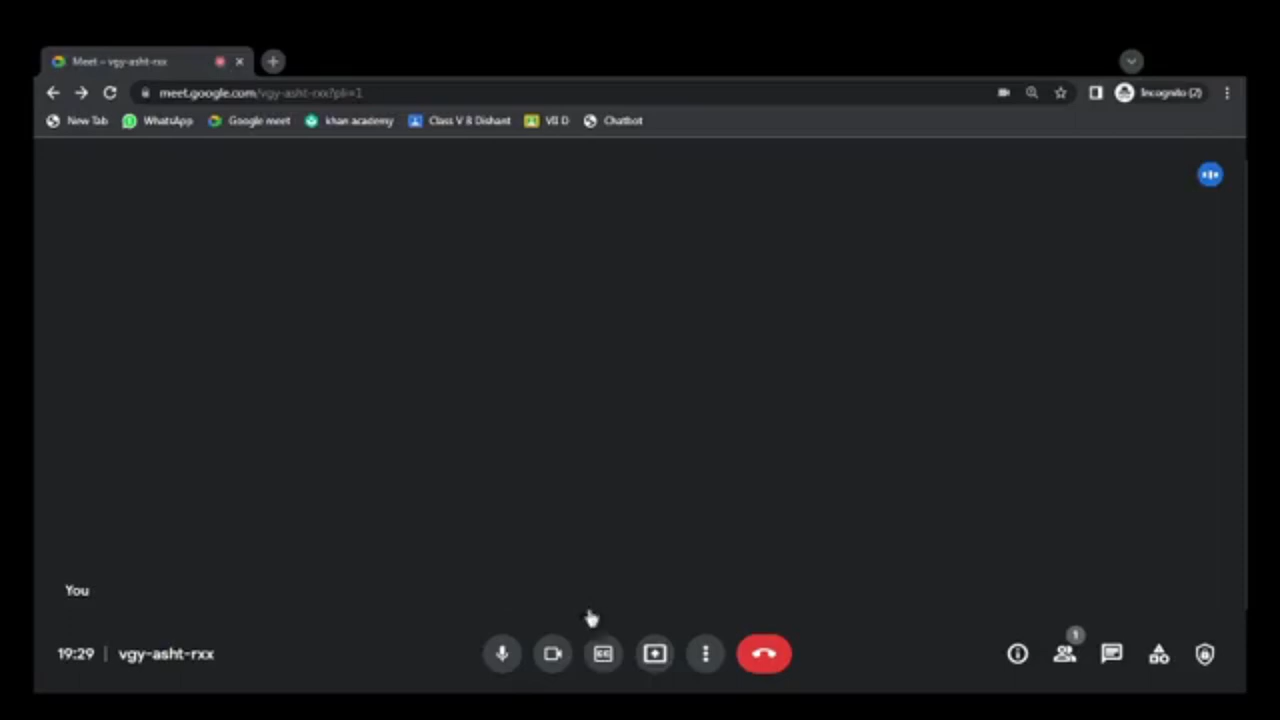 Meet - vgy-asht-rxx
meet.google.com/vgy-asht-rxx?pli=1
Incognito (2)
New Tab
WhatsApp
Google meet
khan academy
Class V B Dishant
VII D
Chatbot
You
19:29 | vgy-asht-rxx
CC
1